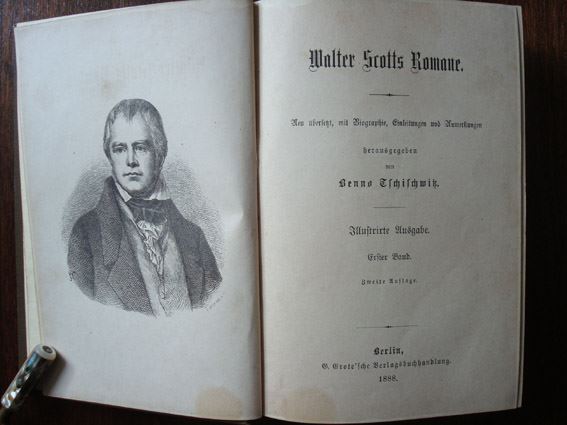 Walter Scotts Romane.
Neu übersetzt, mit Biographie, Einleitungen und Anmerkungen
herausgegeben
von
Benno Tschischwitz.
Illustrirte Ausgabe.
Erster Band.
Zweite Auflage.
Berlin,
G. Grote'sche Verlagsbuchhandlung.
1888.